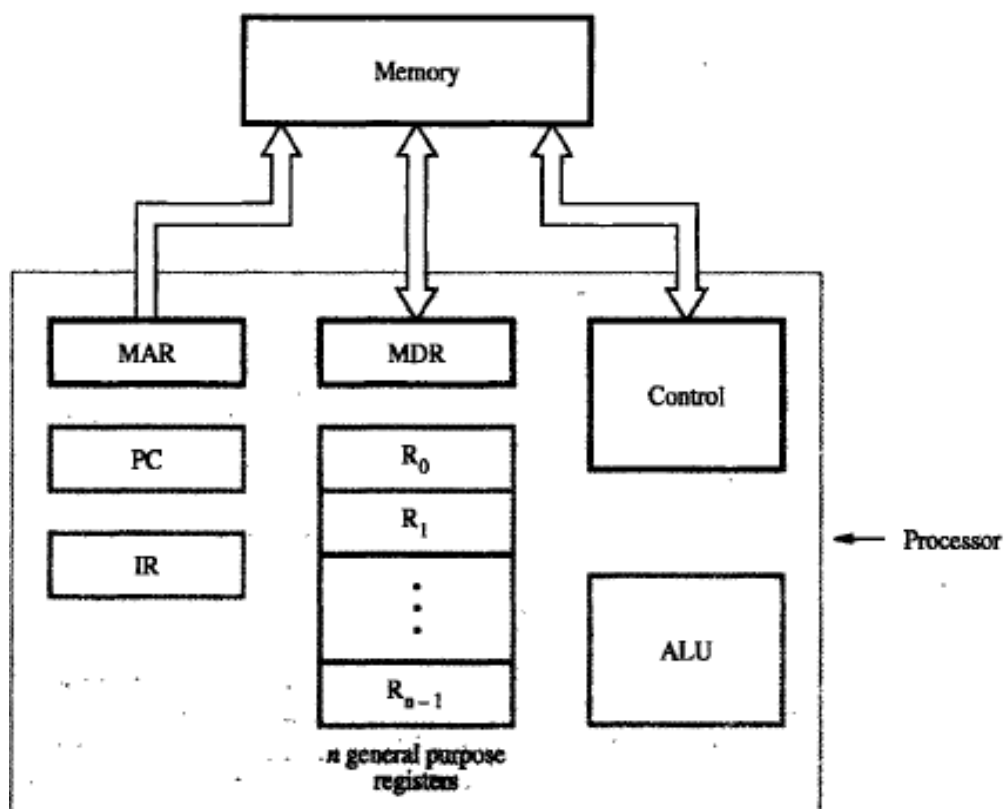 Memory
MAR
MDR
Control
PC
R0
R1
IR
Processor
ALU
Rn-1
n general purpose
registers